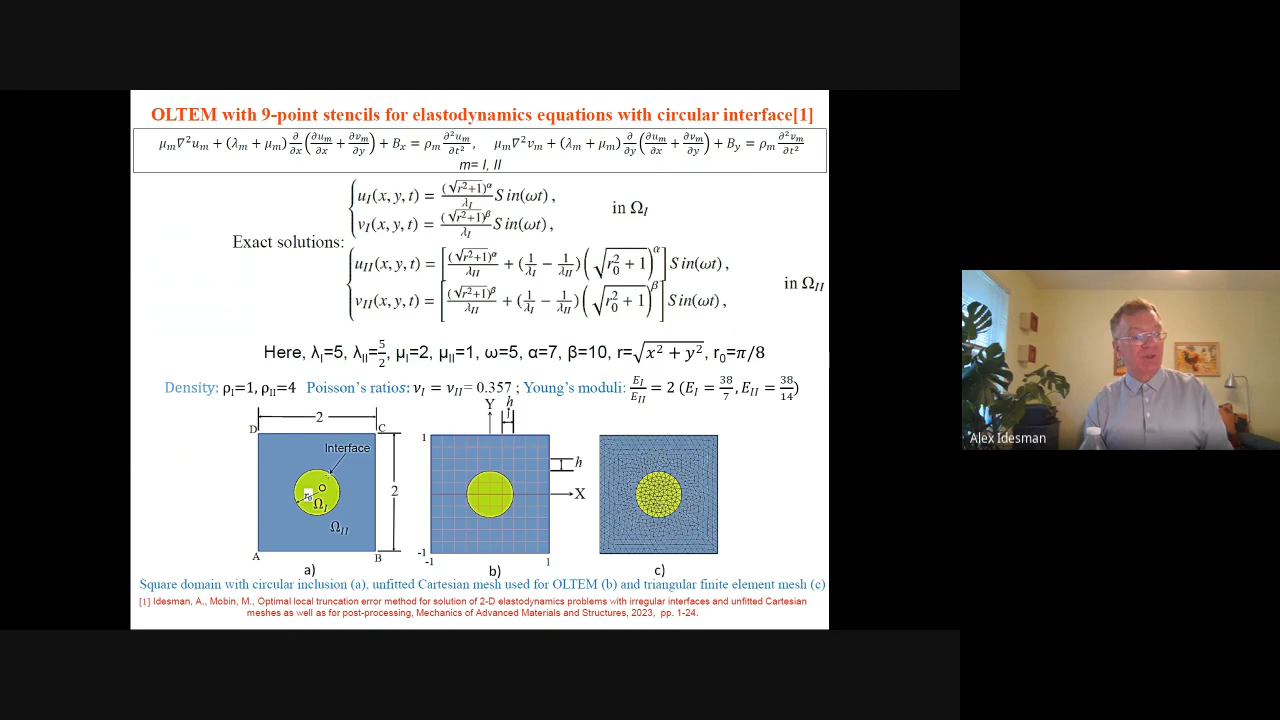 OLTEM with 9-point stencils for elastodynamics equations with circular interface[1]
μ_m∇²u_m + (λ_m + μ_m) ∂/∂x (∂u_m/∂x + ∂v_m/∂y) + B_x = ρ_m ∂²u_m/∂t², μ_m∇²v_m + (λ_m + μ_m) ∂/∂y (∂u_m/∂x + ∂v_m/∂y) + B_y = ρ_m ∂²v_m/∂t²
m= I, II
Exact solutions:
u_I(x, y, t) = (√(r²+1))^α/λ_I Sin(ωt),
v_I(x, y, t) = (√(r²+1))^β/λ_I Sin(ωt),
in Ω_I
u_II(x, y, t) = [(√(r²+1))^α/λ_II + (1/λ_I − 1/λ_II)(√(r₀²+1))^α] Sin(ωt),
v_II(x, y, t) = [(√(r²+1))^β/λ_II + (1/λ_I − 1/λ_II)(√(r₀²+1))^β] Sin(ωt),
in Ω_II
Here, λ_I=5, λ_II=5/2, μ_I=2, μ_II=1, ω=5, α=7, β=10, r=√(x² + y²), r₀=π/8
Density: ρ_I=1, ρ_II=4 Poisson's ratios: ν_I = ν_II= 0.357 ; Young's moduli: E_I/E_II = 2 (E_I = 38/7, E_II = 38/14)
D
2
C
Interface
O
r₀
Ω_I
Ω_II
2
A
B
a)
Y
h
1
h
X
-1
-1
1
b)
c)
Square domain with circular inclusion (a), unfitted Cartesian mesh used for OLTEM (b) and triangular finite element mesh (c)
[1] Idesman, A., Mobin, M., Optimal local truncation error method for solution of 2-D elastodynamics problems with irregular interfaces and unfitted Cartesian
meshes as well as for post-processing, Mechanics of Advanced Materials and Structures, 2023, pp. 1-24.
Alex Idesman